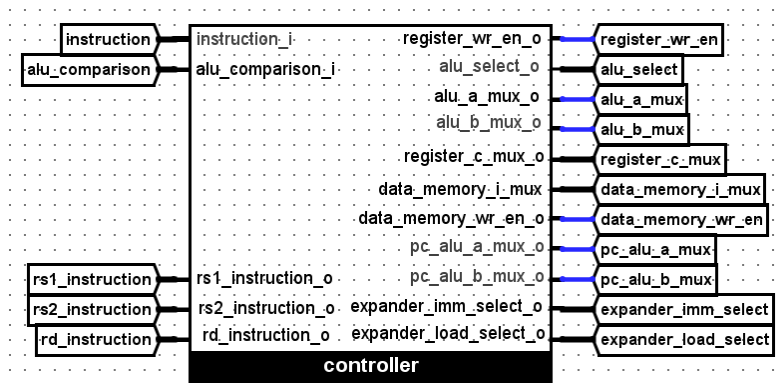 instruction instruction_i register_wr_en_o register_wr_en
alu_comparison alu_comparison_i alu_select_o alu_select
alu_a_mux_o alu_a_mux
alu_b_mux_o alu_b_mux
register_c_mux_o register_c_mux
data_memory_i_mux data_memory_i_mux
data_memory_wr_en_o data_memory_wr_en
pc_alu_a_mux_o pc_alu_a_mux
rs1_instruction rs1_instruction_o pc_alu_b_mux_o pc_alu_b_mux
rs2_instruction rs2_instruction_o expander_imm_select_o expander_imm_select
rd_instruction rd_instruction_o expander_load_select_o expander_load_select
controller